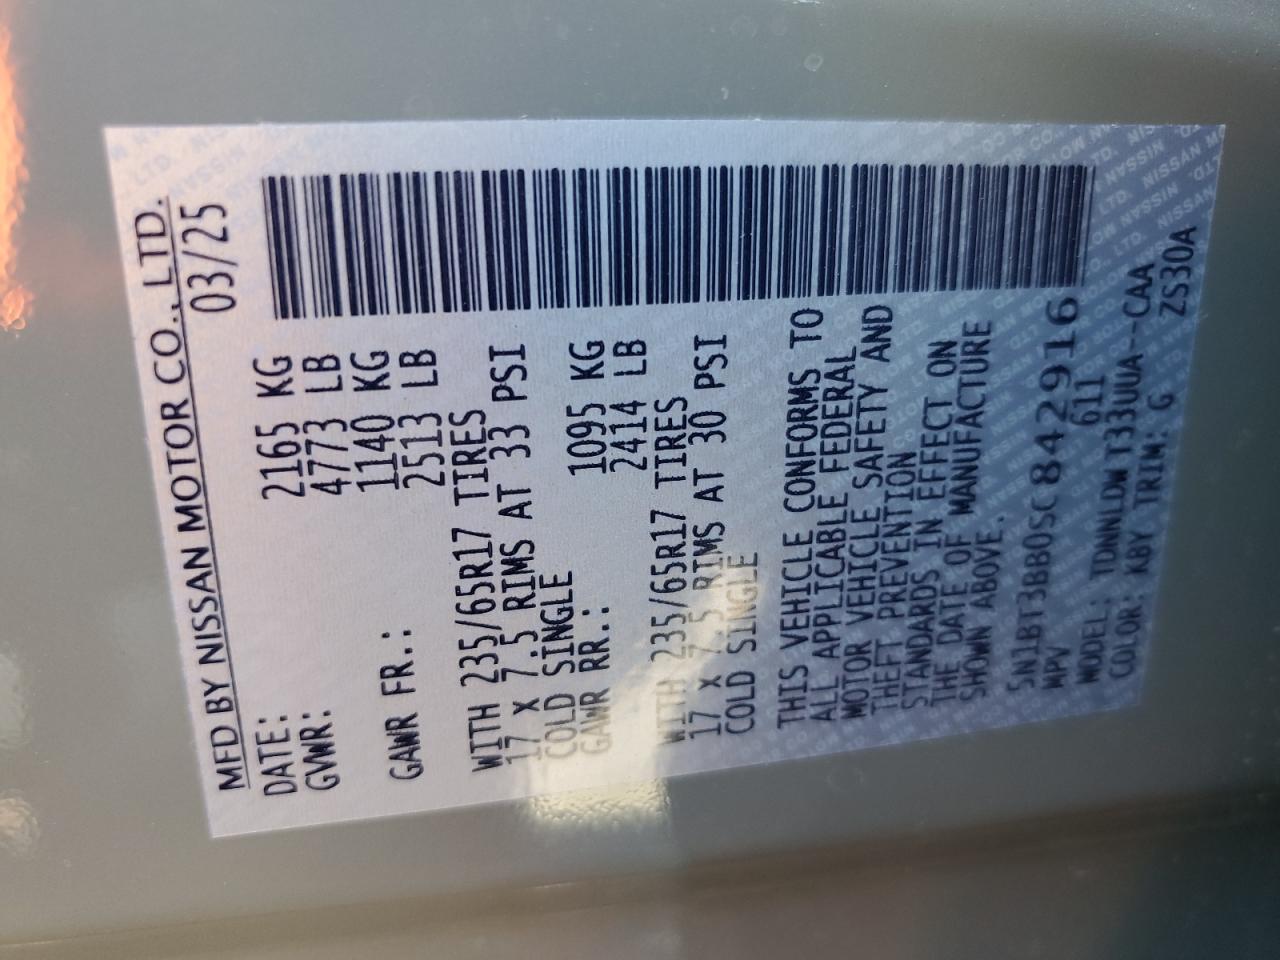 MFD BY NISSAN MOTOR CO., LTD.
DATE: 03/25
GVWR: 2165 KG
4773 LB
GAWR FR.: 1140 KG
2513 LB
WITH 235/65R17 TIRES
17 X 7.5 RIMS AT 33 PSI
COLD SINGLE
GAWR RR.: 1095 KG
2414 LB
WITH 235/65R17 TIRES
17 X 7.5 RIMS AT 30 PSI
COLD SINGLE
THIS VEHICLE CONFORMS TO
ALL APPLICABLE FEDERAL
MOTOR VEHICLE SAFETY AND
THEFT PREVENTION
STANDARDS IN EFFECT ON
THE DATE OF MANUFACTURE
SHOWN ABOVE.
5N1BT3BB0SC842916
MPV 611
MODEL: TDNNLDWT33UUA--CAA
COLOR: KBY TRIM: G ZS30A